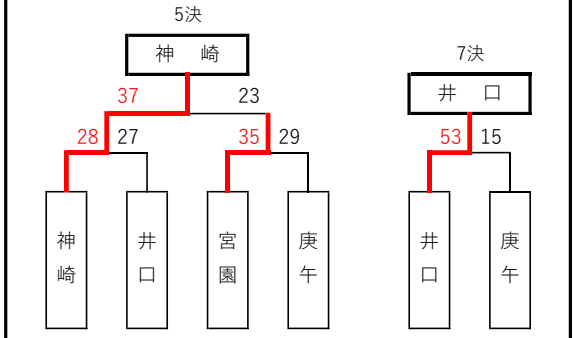 5決
神 崎
37 23
28 27 35 29
神崎 井口 宮園 庚午
7決
井 口
53 15
井口 庚午